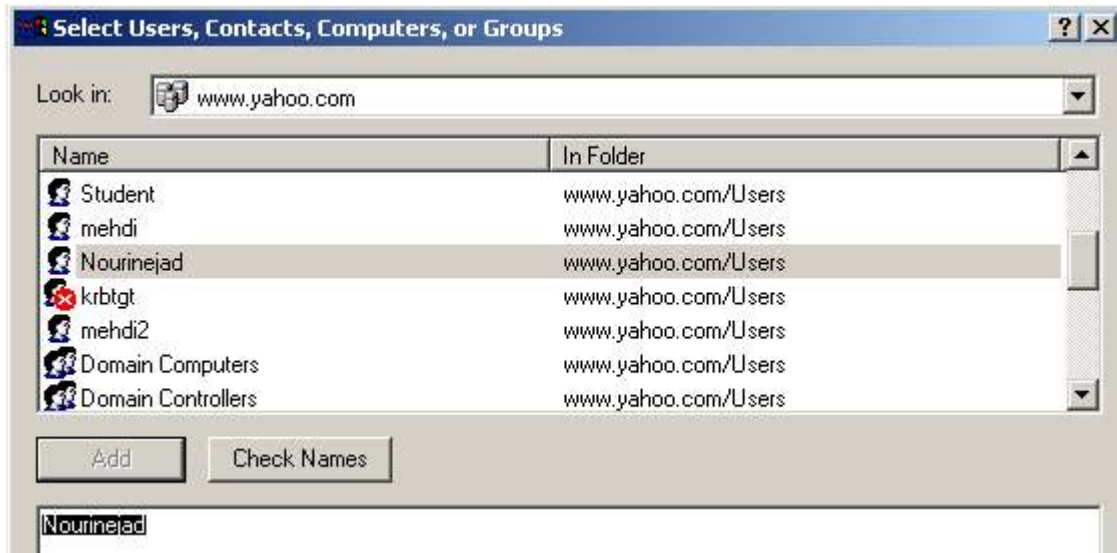 Select Users, Contacts, Computers, or Groups
Look in: www.yahoo.com
Name In Folder
Student www.yahoo.com/Users
mehdi www.yahoo.com/Users
Nourinejad www.yahoo.com/Users
krbtgt www.yahoo.com/Users
mehdi2 www.yahoo.com/Users
Domain Computers www.yahoo.com/Users
Domain Controllers www.yahoo.com/Users
Add Check Names
Nourinejad